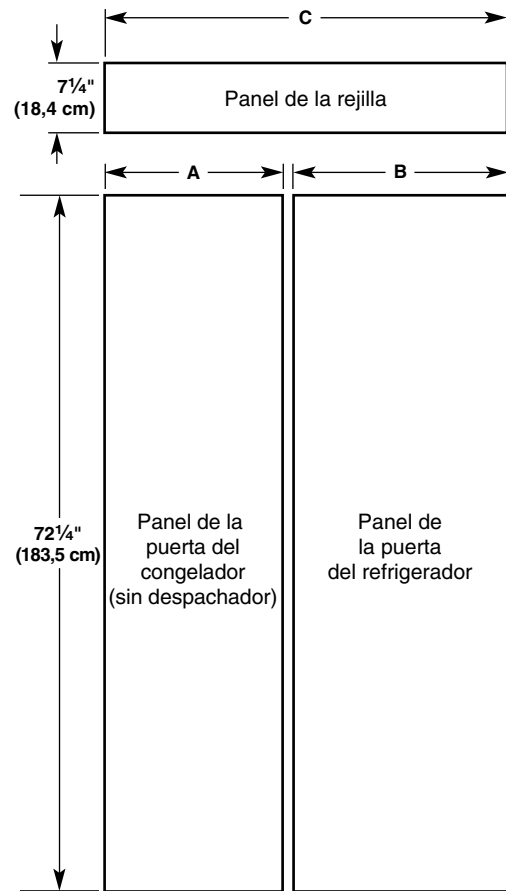 C
7¼"
(18,4 cm)
Panel de la rejilla
A
B
72¼"
(183,5 cm)
Panel de la
puerta del
congelador
(sin despachador)
Panel de
la puerta
del refrigerador